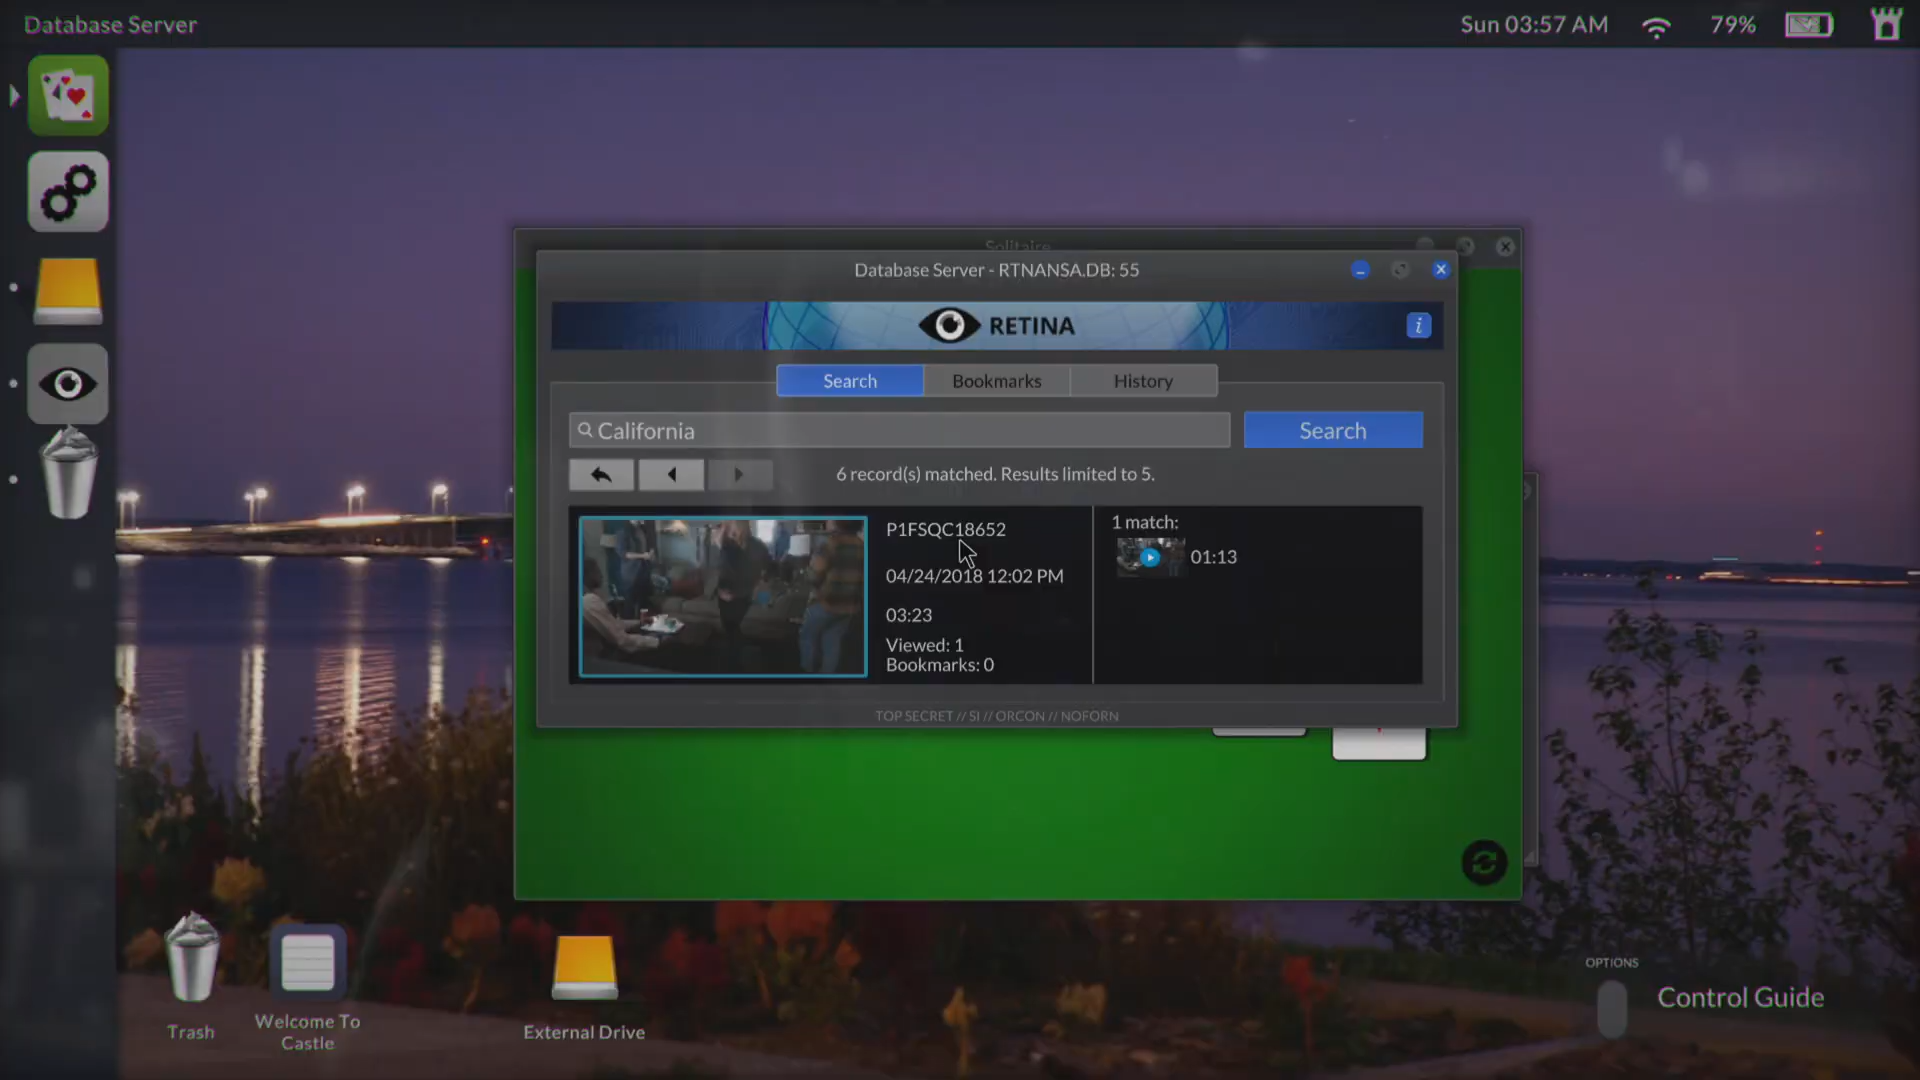 Database Server
Sun 03:57 AM
79%
Solitaire
Database Server - RTNANSA.DB: 55
RETINA
i
Search
Bookmarks
History
California
Search
6 record(s) matched. Results limited to 5.
P1FSQC18652
04/24/2018 12:02 PM
03:23
Viewed: 1
Bookmarks: 0
1 match:
01:13
TOP SECRET // SI // ORCON // NOFORN
Trash
Welcome To
Castle
External Drive
OPTIONS
Control Guide